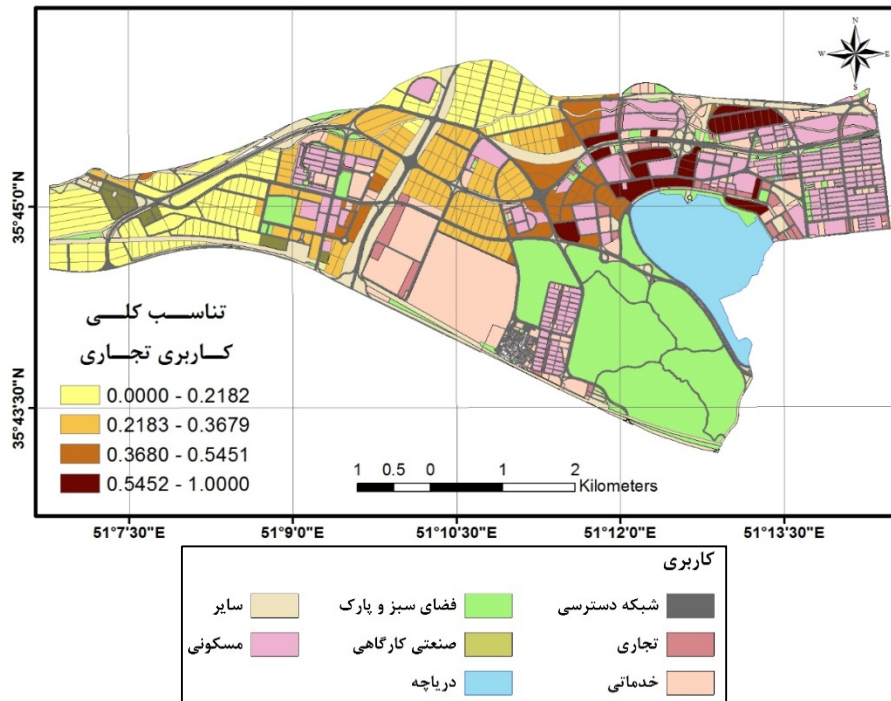 N
W E
S
35°45'0"N
35°43'30"N
تناسب کلی
کاربری تجاری
0.0000 - 0.2182
0.2183 - 0.3679
0.3680 - 0.5451
0.5452 - 1.0000
1 0.5 0 1 2
Kilometers
51°7'30"E 51°9'0"E 51°10'30"E 51°12'0"E 51°13'30"E
کاربری
شبکه دسترسی فضای سبز و پارک سایر
تجاری صنعتی کارگاهی مسکونی
خدماتی دریاچه